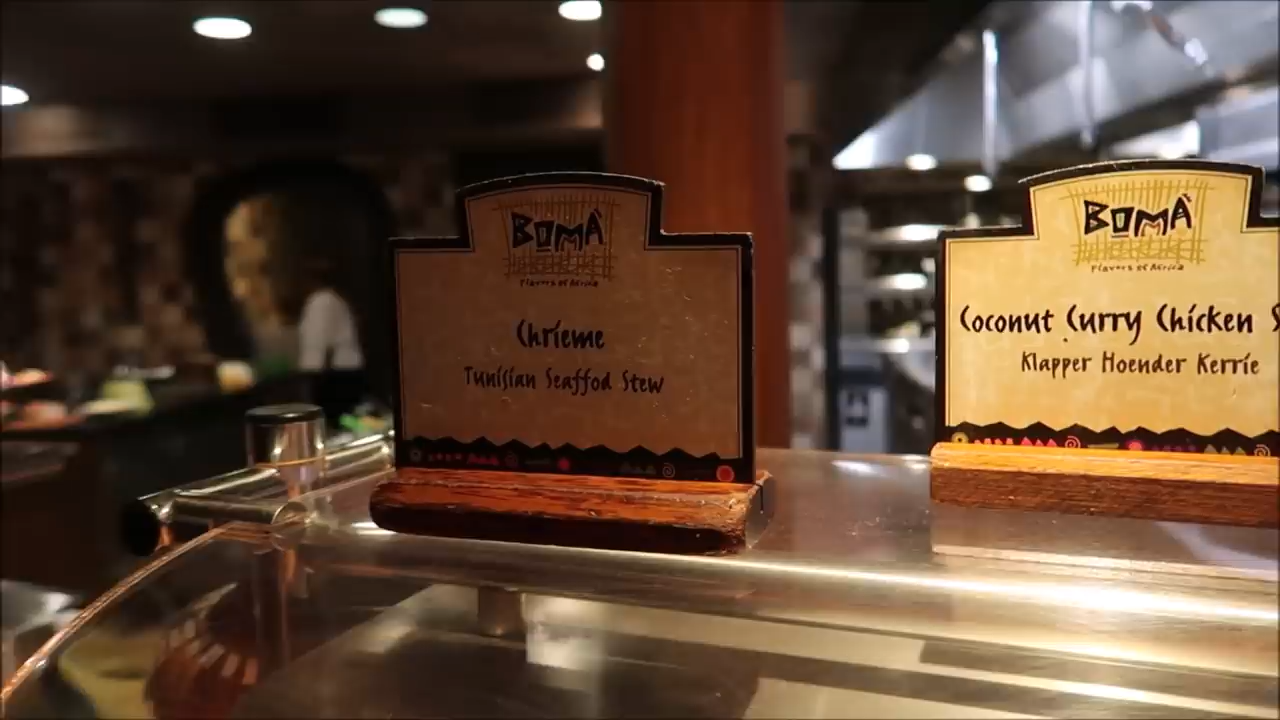 BOMA
Flavors of Africa
Chrieme
Tunisian Seaffod Stew
BOMA
Flavors of Africa
Coconut Curry Chicken S
Klapper Hoender Kerrie